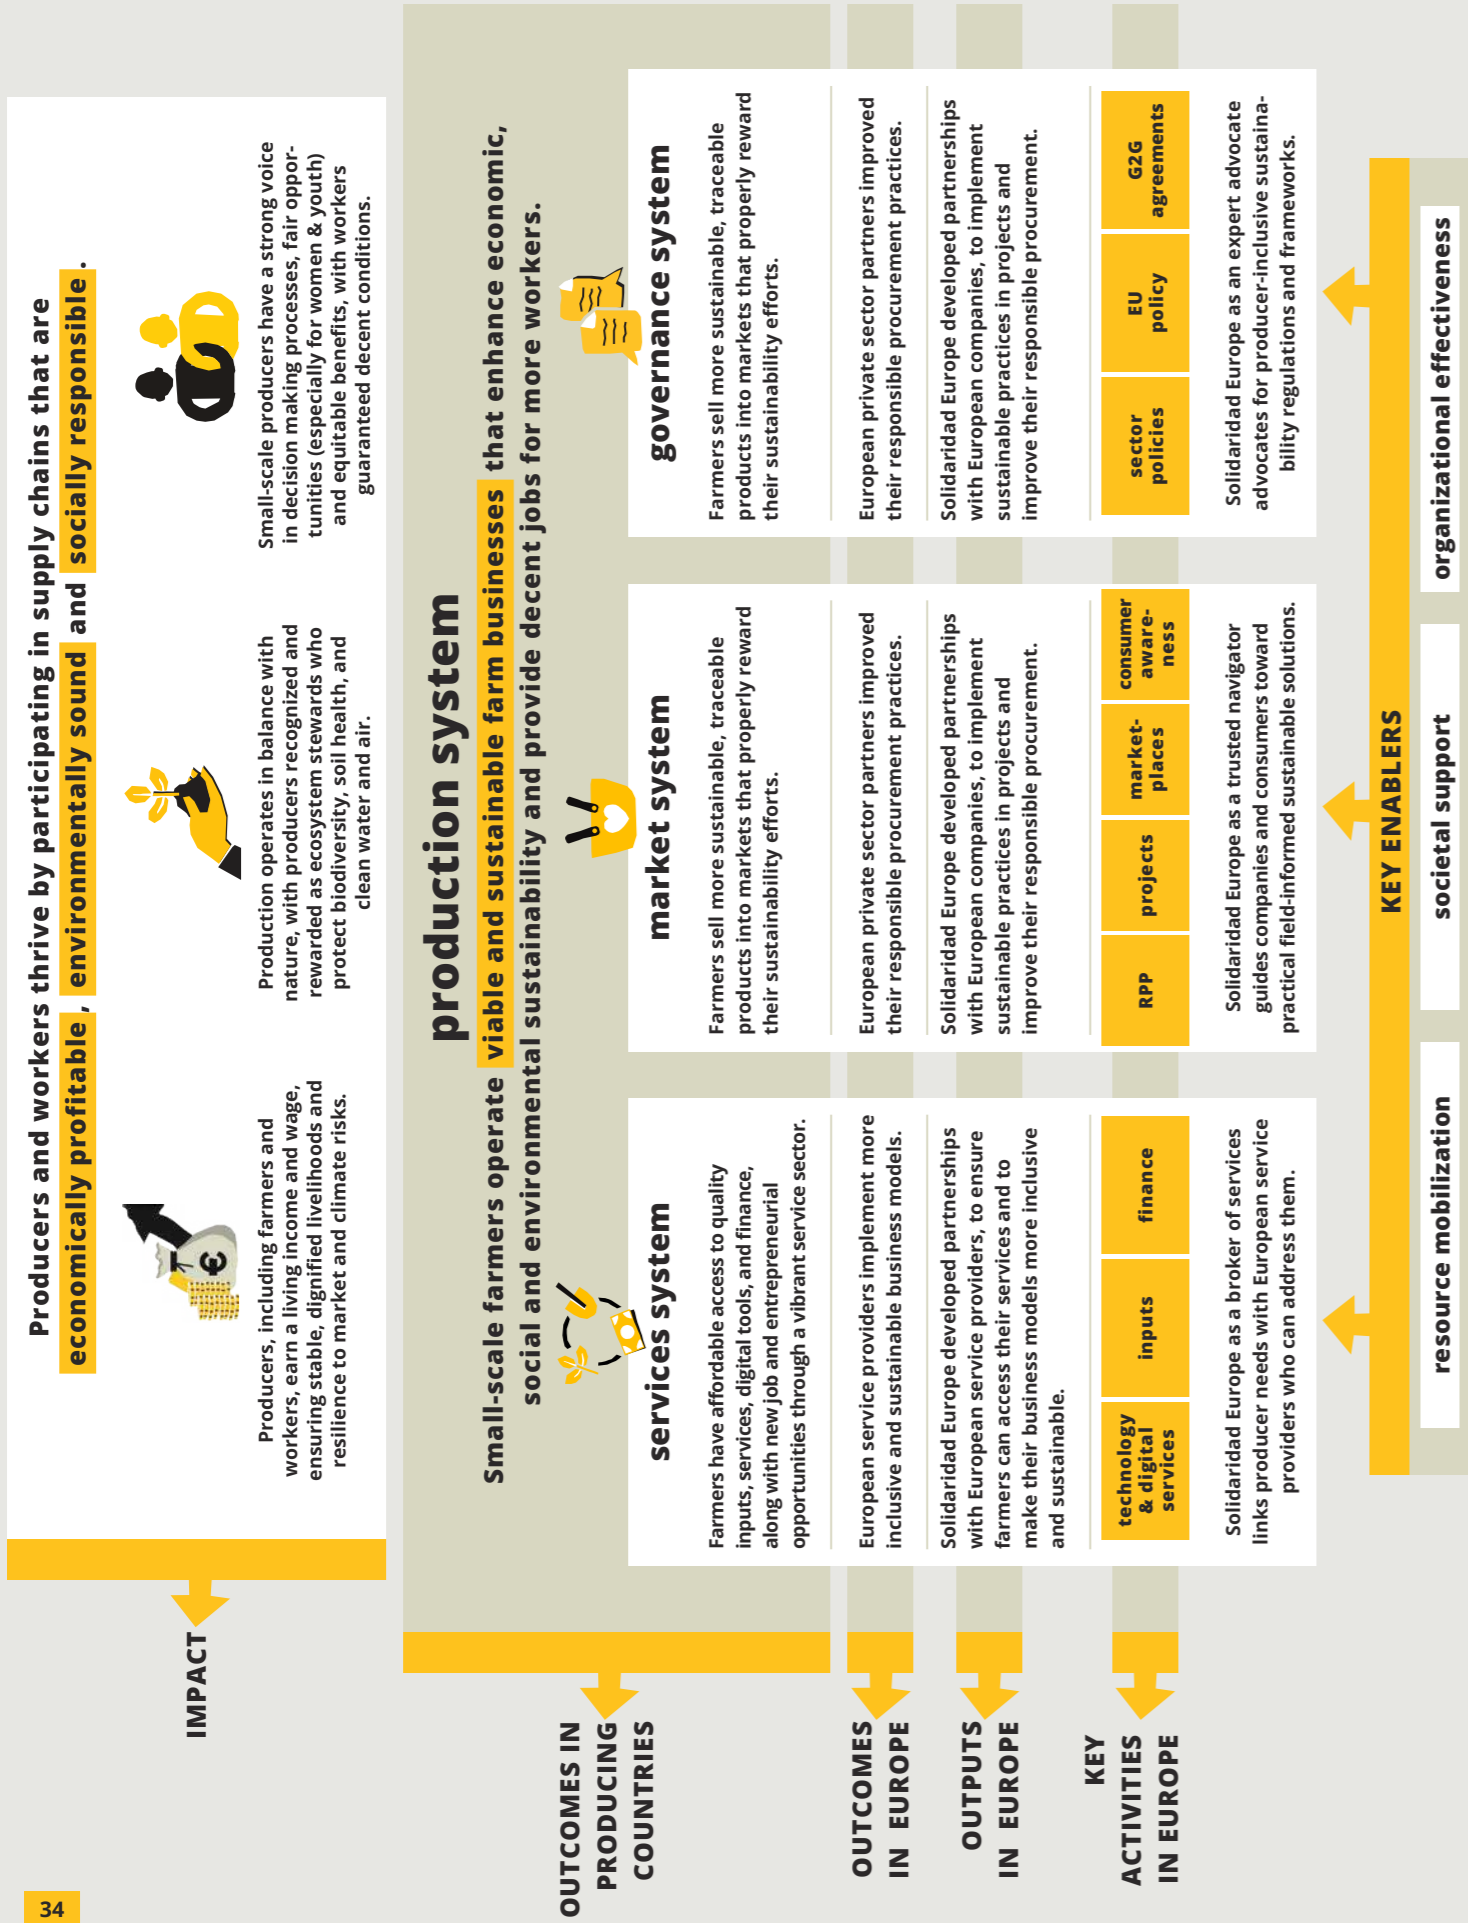 Producers and workers thrive by participating in supply chains that are
economically profitable , environmentally sound and socially responsible .
IMPACT
Producers, including farmers and
workers, earn a living income and wage,
ensuring stable, dignified livelihoods and
resilience to market and climate risks.
Production operates in balance with
nature, with producers recognized and
rewarded as ecosystem stewards who
protect biodiversity, soil health, and
clean water and air.
Small-scale producers have a strong voice
in decision making processes, fair oppor-
tunities (especially for women & youth)
and equitable benefits, with workers
guaranteed decent conditions.
production system
Small-scale farmers operate viable and sustainable farm businesses that enhance economic,
social and environmental sustainability and provide decent jobs for more workers.
OUTCOMES IN
PRODUCING
COUNTRIES
OUTCOMES
IN EUROPE
OUTPUTS
IN EUROPE
KEY
ACTIVITIES
IN EUROPE
services system
Farmers have affordable access to quality
inputs, services, digital tools, and finance,
along with new job and entrepreneurial
opportunities through a vibrant service sector.
European service providers implement more
inclusive and sustainable business models.
Solidaridad Europe developed partnerships
with European service providers, to ensure
farmers can access their services and to
make their business models more inclusive
and sustainable.
technology
& digital
services
inputs
finance
Solidaridad Europe as a broker of services
links producer needs with European service
providers who can address them.
market system
Farmers sell more sustainable, traceable
products into markets that properly reward
their sustainability efforts.
European private sector partners improved
their responsible procurement practices.
Solidaridad Europe developed partnerships
with European companies, to implement
sustainable practices in projects and
improve their responsible procurement.
RPP
projects
market-
places
consumer
aware-
ness
Solidaridad Europe as a trusted navigator
guides companies and consumers toward
practical field-informed sustainable solutions.
governance system
Farmers sell more sustainable, traceable
products into markets that properly reward
their sustainability efforts.
European private sector partners improved
their responsible procurement practices.
Solidaridad Europe developed partnerships
with European companies, to implement
sustainable practices in projects and
improve their responsible procurement.
sector
policies
EU
policy
G2G
agreements
Solidaridad Europe as an expert advocate
advocates for producer-inclusive sustaina-
bility regulations and frameworks.
KEY ENABLERS
resource mobilization
societal support
organizational effectiveness
34